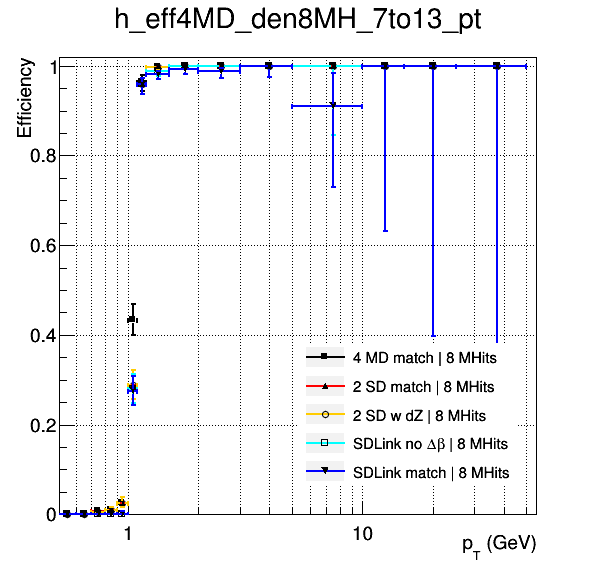 h_eff4MD_den8MH_7to13_pt
Efficiency
1
0.8
0.6
0.4
0.2
0
4 MD match | 8 MHits
2 SD match | 8 MHits
2 SD w dZ | 8 MHits
SDLink no Δβ | 8 MHits
SDLink match | 8 MHits
1
10
p_T (GeV)